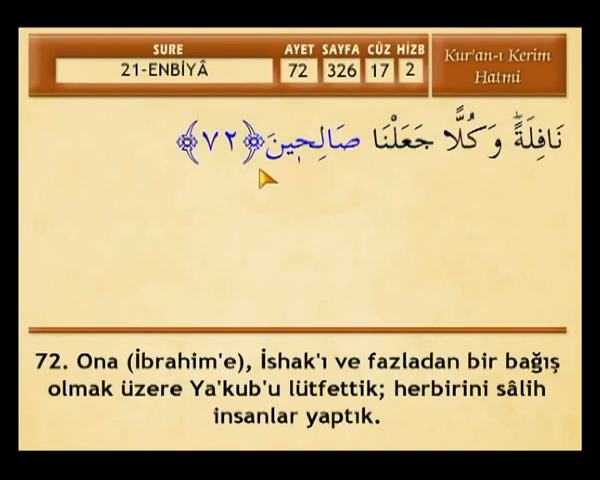 SURE AYET SAYFA CÜZ HİZB
21-ENBİYÂ 72 326 17 2
Kur'an-ı Kerim
Hatmi
نَافِلَةًۜ وَكُلًّا جَعَلْنَا صَالِح۪ينَ ﴿٧٢﴾
72. Ona (İbrahim'e), İshak'ı ve fazladan bir bağış
olmak üzere Ya'kub'u lütfettik; herbirini sâlih
insanlar yaptık.